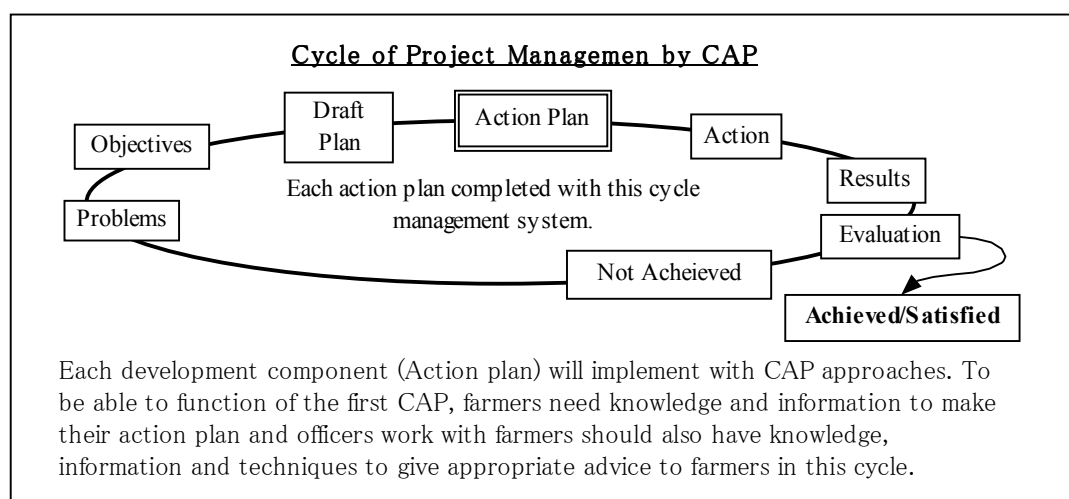 Cycle of Project Managemen by CAP
Draft
Plan
Action Plan
Objectives
Action
Results
Each action plan completed with this cycle
management system.
Problems
Evaluation
Not Acheieved
Achieved/Satisfied
Each development component (Action plan) will implement with CAP approaches. To
be able to function of the first CAP, farmers need knowledge and information to make
their action plan and officers work with farmers should also have knowledge,
information and techniques to give appropriate advice to farmers in this cycle.